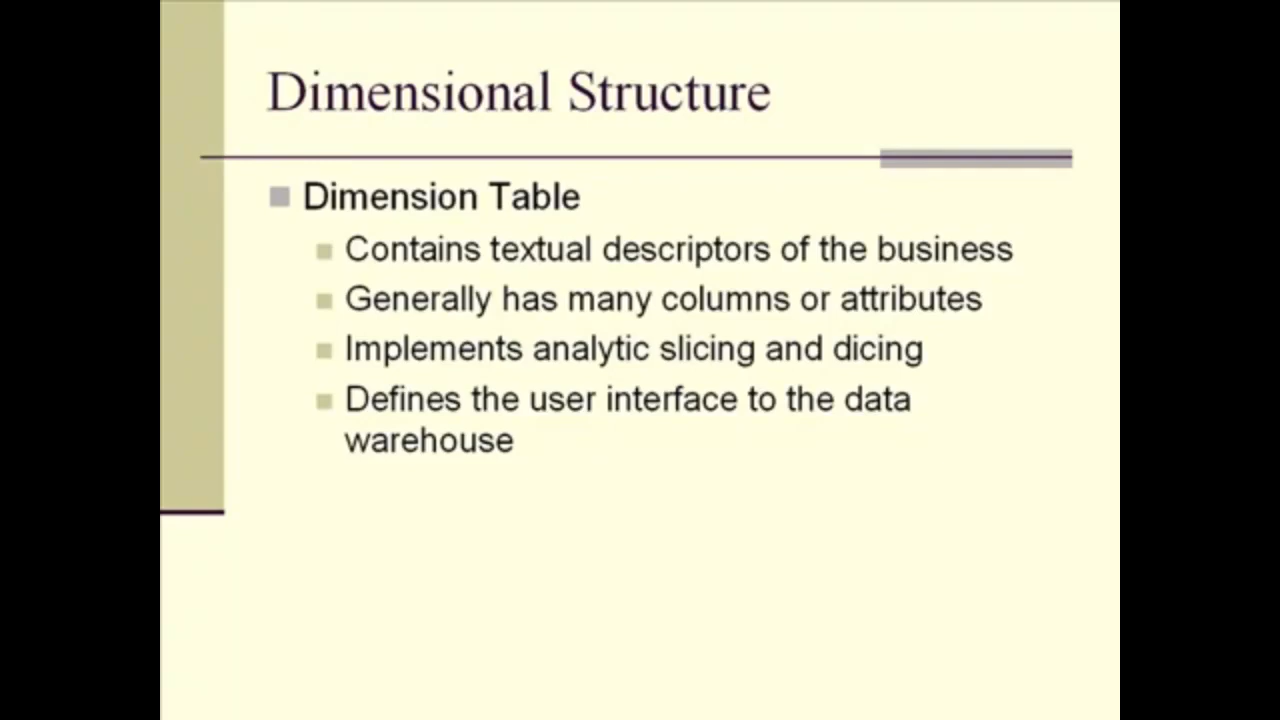 Dimensional Structure
Dimension Table
Contains textual descriptors of the business
Generally has many columns or attributes
Implements analytic slicing and dicing
Defines the user interface to the data
warehouse